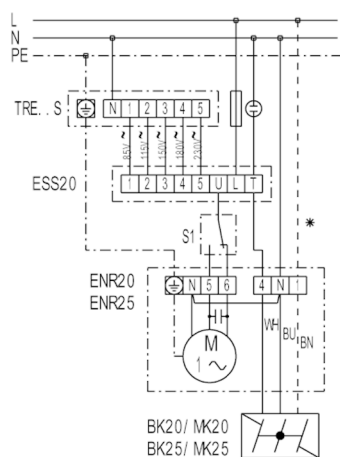 L
N
PE
TRE. . S
N 1 2 3 4 5
~ ~ ~ ~ ~
85V 115V 150V 180V 230V
ESS20
1 2 3 4 5 U L T
S1
*
ENR20
ENR25
N 5 6 4 N 1
WH BU BN
M
1 ~
BK20/ MK20
BK25/ MK25